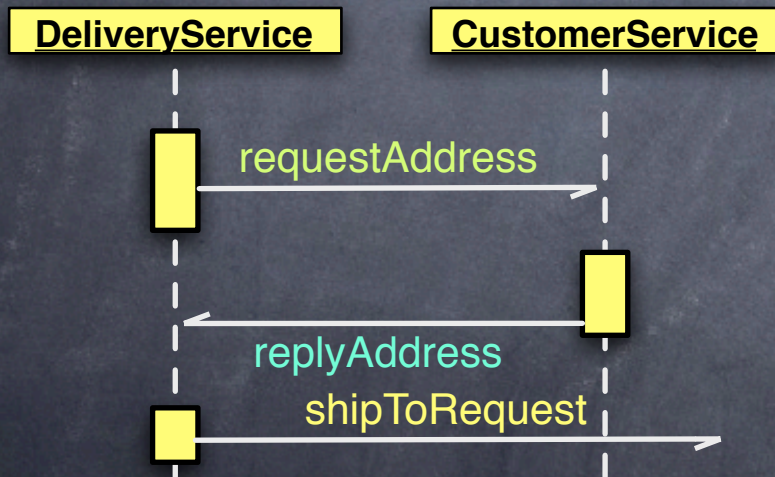 DeliveryService
CustomerService
requestAddress
replyAddress
shipToRequest